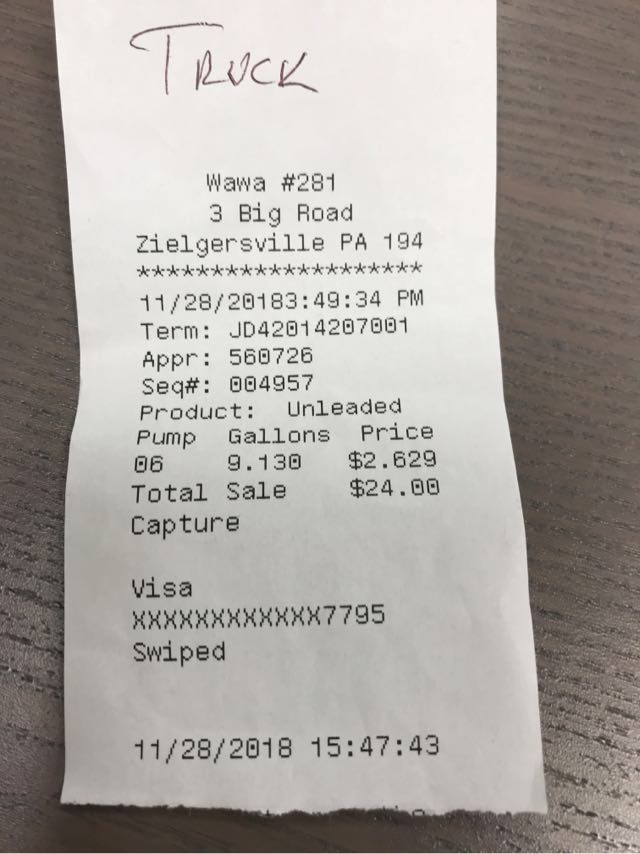 TRUCK
Wawa #281
3 Big Road
Zielgersville PA 194
********************
11/28/20183:49:34 PM
Term: JD42014207001
Appr: 560726
Seq#: 004957
Product: Unleaded
Pump Gallons Price
06 9.130 $2.629
Total Sale $24.00
Capture
Visa
XXXXXXXXXXXX7795
Swiped
11/28/2018 15:47:43